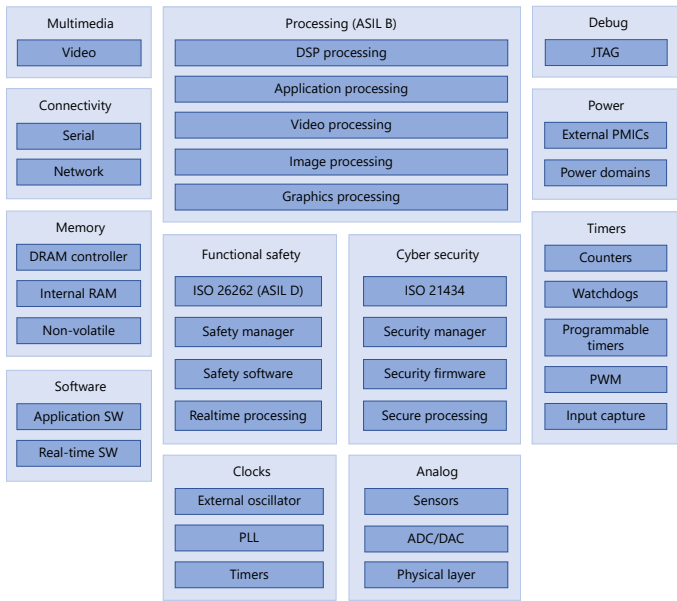 Multimedia
Video
Connectivity
Serial
Network
Memory
DRAM controller
Internal RAM
Non-volatile
Software
Application SW
Real-time SW
Processing (ASIL B)
DSP processing
Application processing
Video processing
Image processing
Graphics processing
Functional safety
ISO 26262 (ASIL D)
Safety manager
Safety software
Realtime processing
Cyber security
ISO 21434
Security manager
Security firmware
Secure processing
Clocks
External oscillator
PLL
Timers
Analog
Sensors
ADC/DAC
Physical layer
Debug
JTAG
Power
External PMICs
Power domains
Timers
Counters
Watchdogs
Programmable
timers
PWM
Input capture